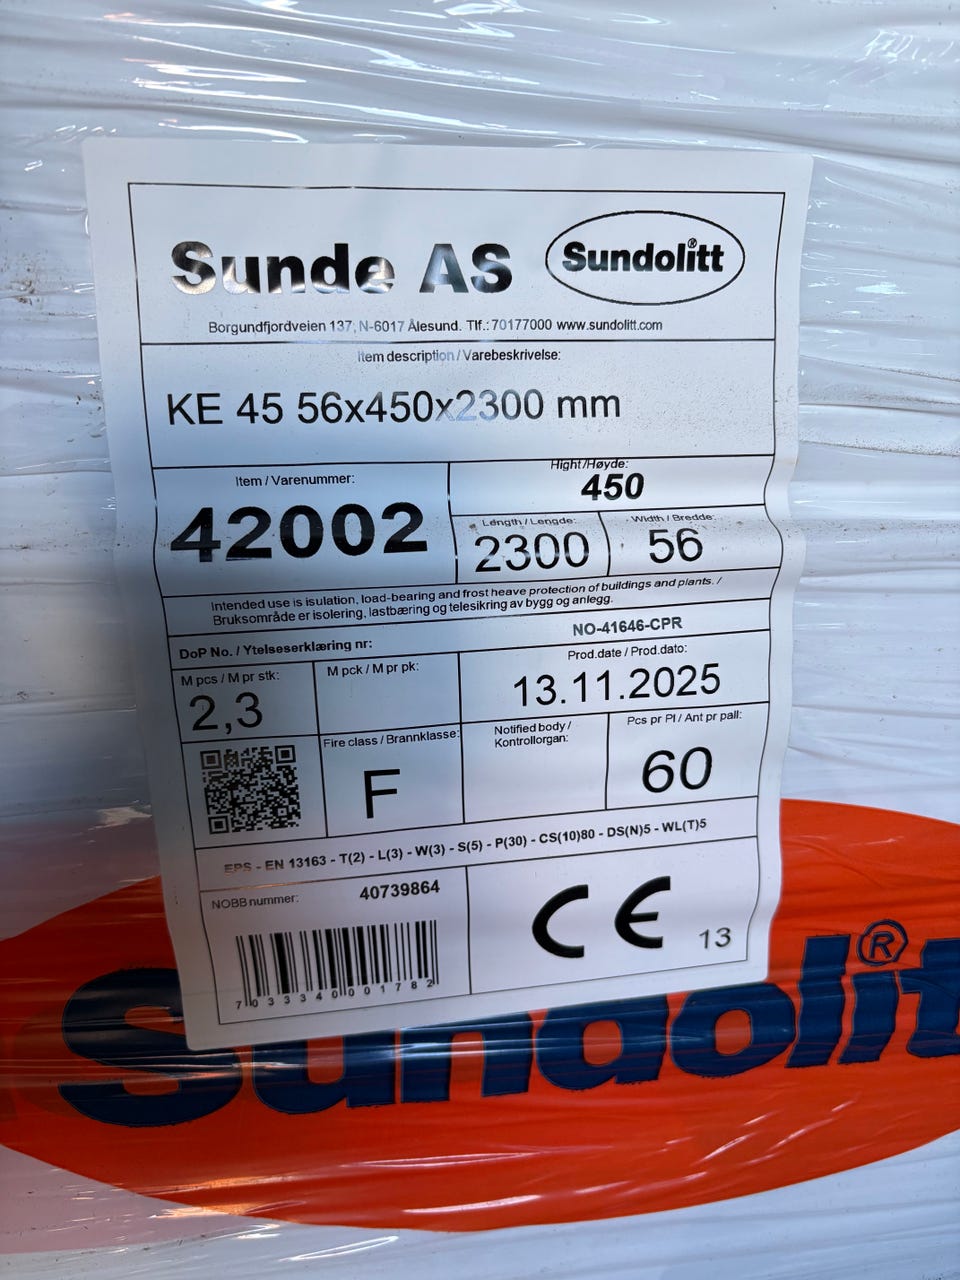 Sunde AS
Sundolitt®
Borgundfjordveien 137, N-6017 Ålesund. Tlf.: 70177000 www.sundolitt.com
Item description / Varebeskrivelse:
KE 45 56x450x2300 mm
Item / Varenummer:
42002
Hight /Høyde:
450
Length / Lengde:
2300
Width / Bredde:
56
Intended use is isulation, load-bearing and frost heave protection of buildings and plants. /
Bruksområde er isolering, lastbæring og telesikring av bygg og anlegg.
DoP No. / Ytelseserklæring nr:
NO-41646-CPR
M pcs / M pr stk:
2,3
M pck / M pr pk:
Prod.date / Prod.dato:
13.11.2025
Fire class / Brannklasse:
F
Notified body /
Kontrollorgan:
Pcs pr Pl / Ant pr pall:
60
EPS - EN 13163 - T(2) - L(3) - W(3) - S(5) - P(30) - CS(10)80 - DS(N)5 - WL(T)5
NOBB nummer:
40739864
7033340001782
CE
13
Sundolit®